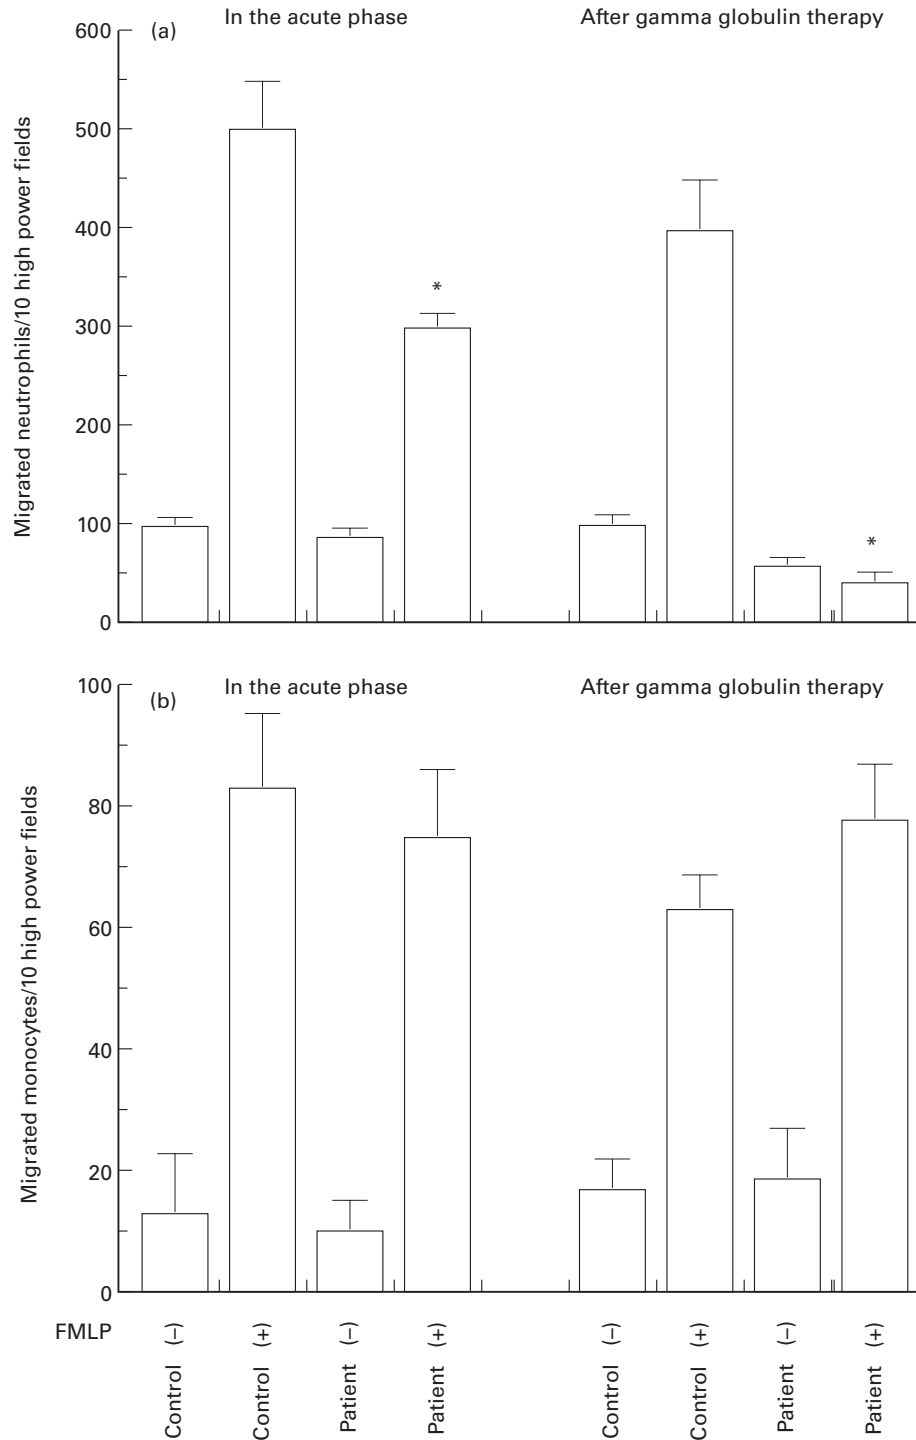 (a)
In the acute phase
After gamma globulin therapy
Migrated neutrophils/10 high power fields
600
500
400
300
200
100
0
*
*
(b)
In the acute phase
After gamma globulin therapy
Migrated monocytes/10 high power fields
100
80
60
40
20
0
FMLP (–) (+) (–) (+) (–) (+) (–) (+)
Control Control Patient Patient Control Control Patient Patient